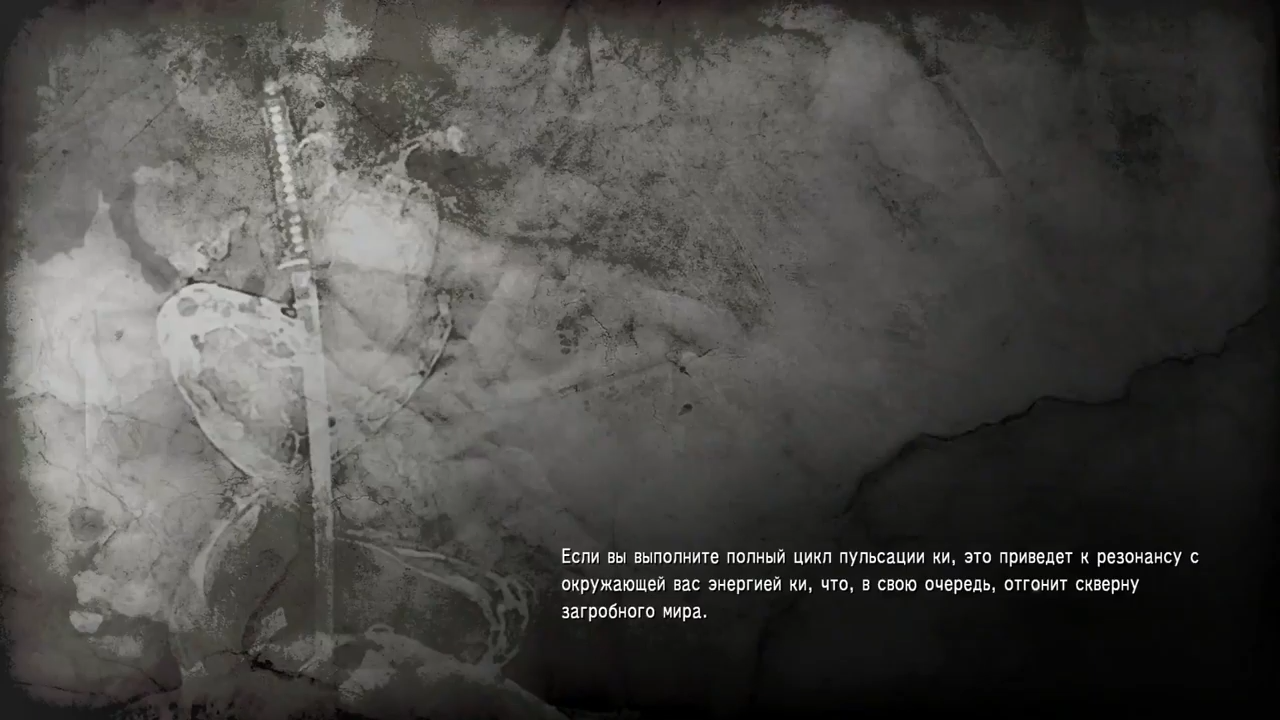 Если вы выполните полный цикл пульсации ки, это приведет к резонансу с
окружающей вас энергией ки, что, в свою очередь, отгонит скверну
загробного мира.